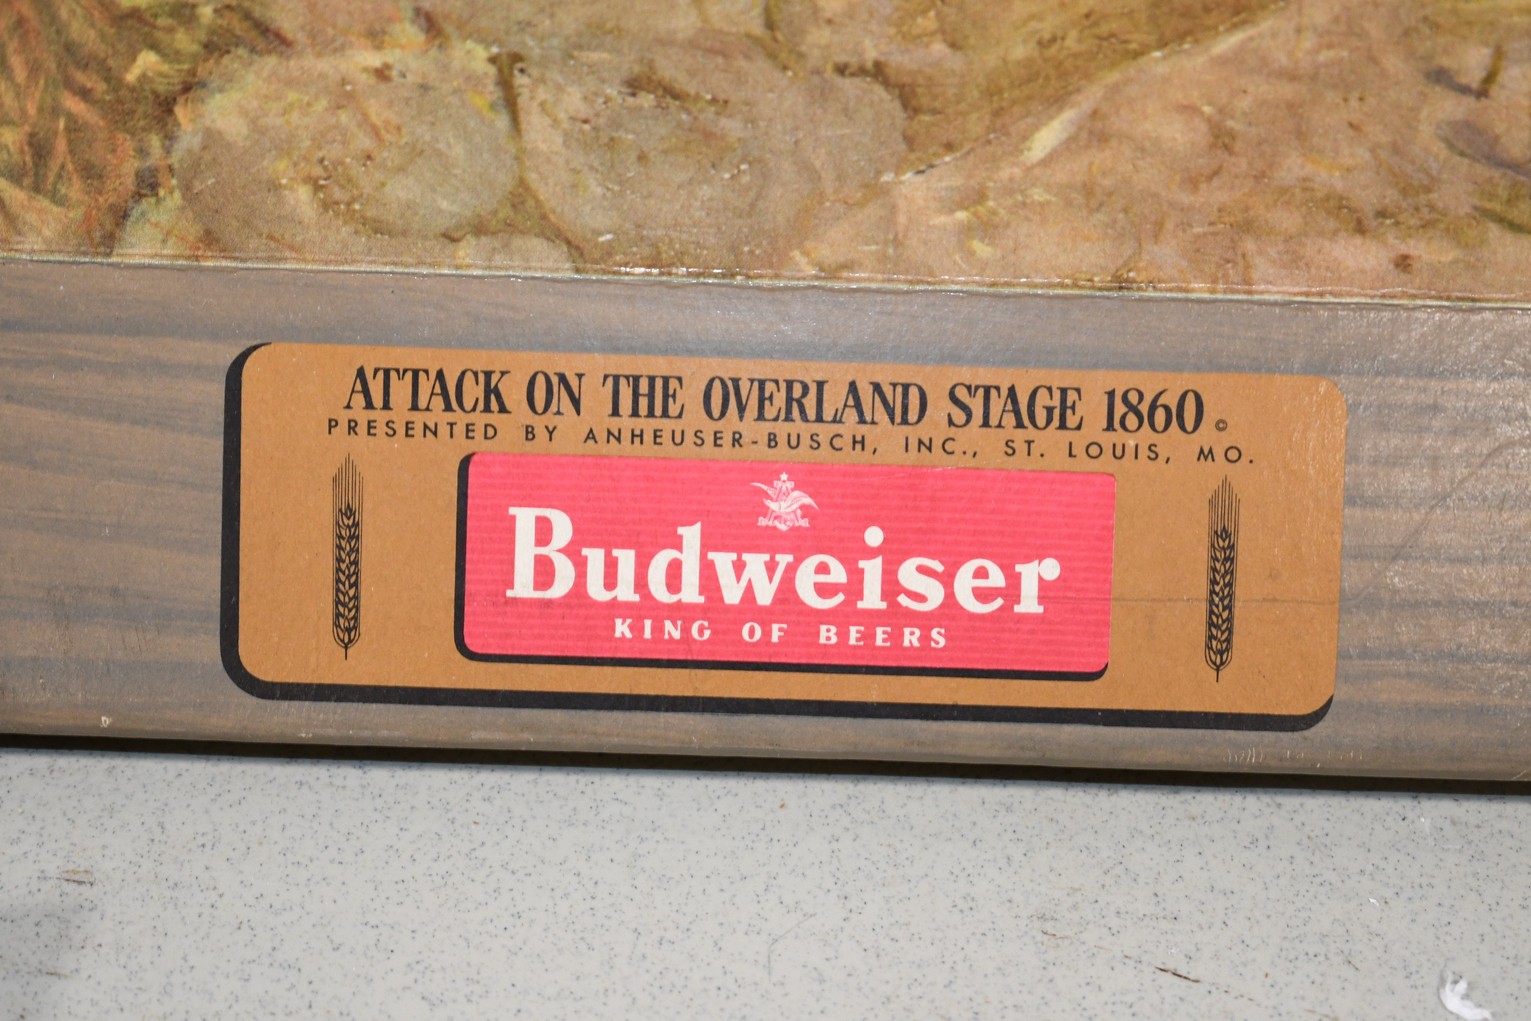 ATTACK ON THE OVERLAND STAGE 1860 ©
PRESENTED BY ANHEUSER-BUSCH, INC., ST. LOUIS, MO.
Budweiser
KING OF BEERS